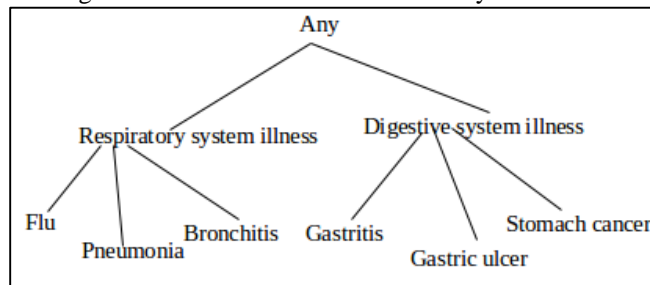 Any
Respiratory system illness
Digestive system illness
Flu
Pneumonia
Bronchitis
Gastritis
Gastric ulcer
Stomach cancer